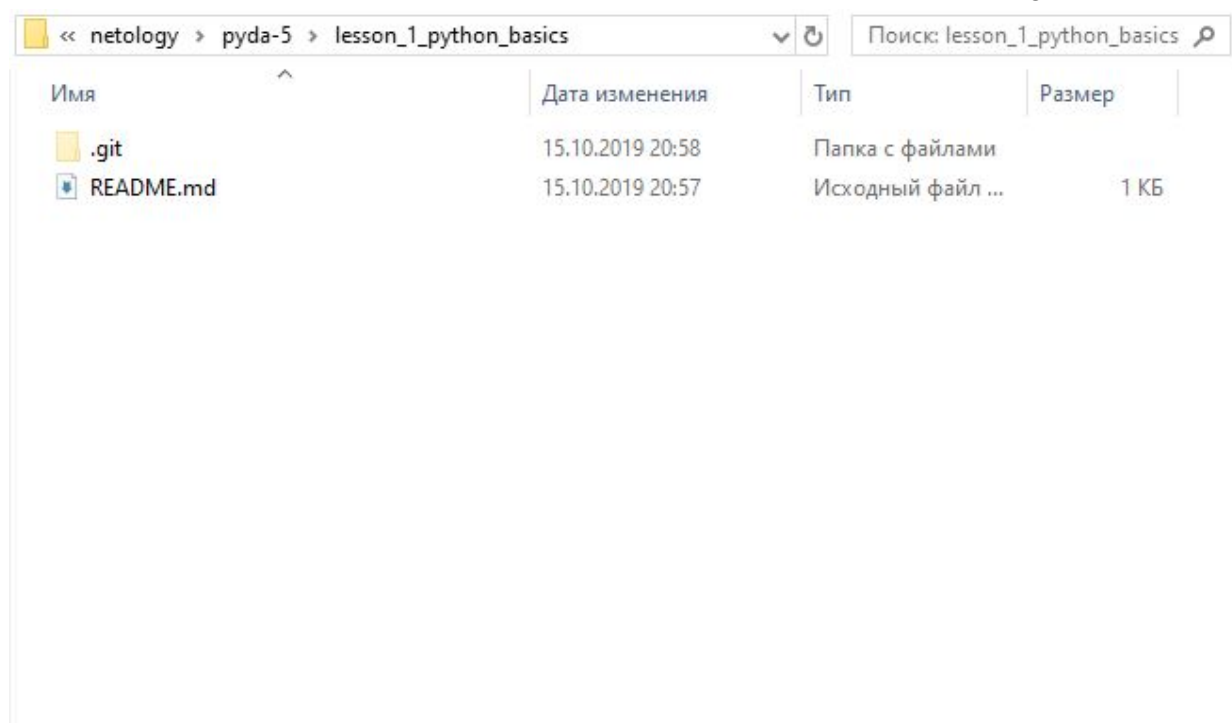 « netology › pyda-5 › lesson_1_python_basics Поиск: lesson_1_python_basics
Имя Дата изменения Тип Размер
.git 15.10.2019 20:58 Папка с файлами
README.md 15.10.2019 20:57 Исходный файл ... 1 КБ